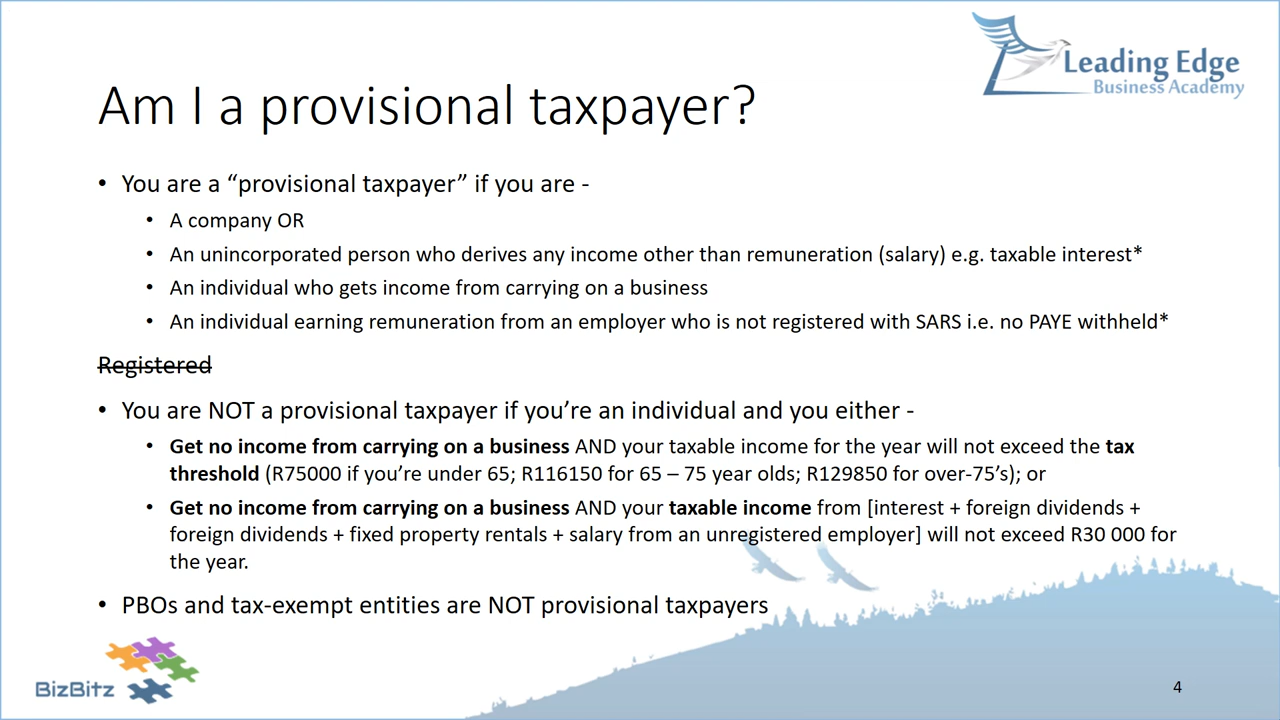 Leading Edge
Business Academy
Am I a provisional taxpayer?
• You are a “provisional taxpayer” if you are -
• A company OR
• An unincorporated person who derives any income other than remuneration (salary) e.g. taxable interest*
• An individual who gets income from carrying on a business
• An individual earning remuneration from an employer who is not registered with SARS i.e. no PAYE withheld*
Registered
• You are NOT a provisional taxpayer if you’re an individual and you either -
• Get no income from carrying on a business AND your taxable income for the year will not exceed the tax
threshold (R75000 if you’re under 65; R116150 for 65 – 75 year olds; R129850 for over-75’s); or
• Get no income from carrying on a business AND your taxable income from [interest + foreign dividends +
foreign dividends + fixed property rentals + salary from an unregistered employer] will not exceed R30 000 for
the year.
• PBOs and tax-exempt entities are NOT provisional taxpayers
BizBitz
4